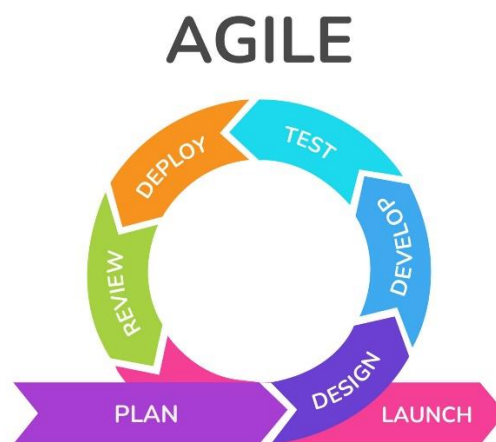 AGILE
PLAN
DESIGN
DEVELOP
TEST
DEPLOY
REVIEW
LAUNCH